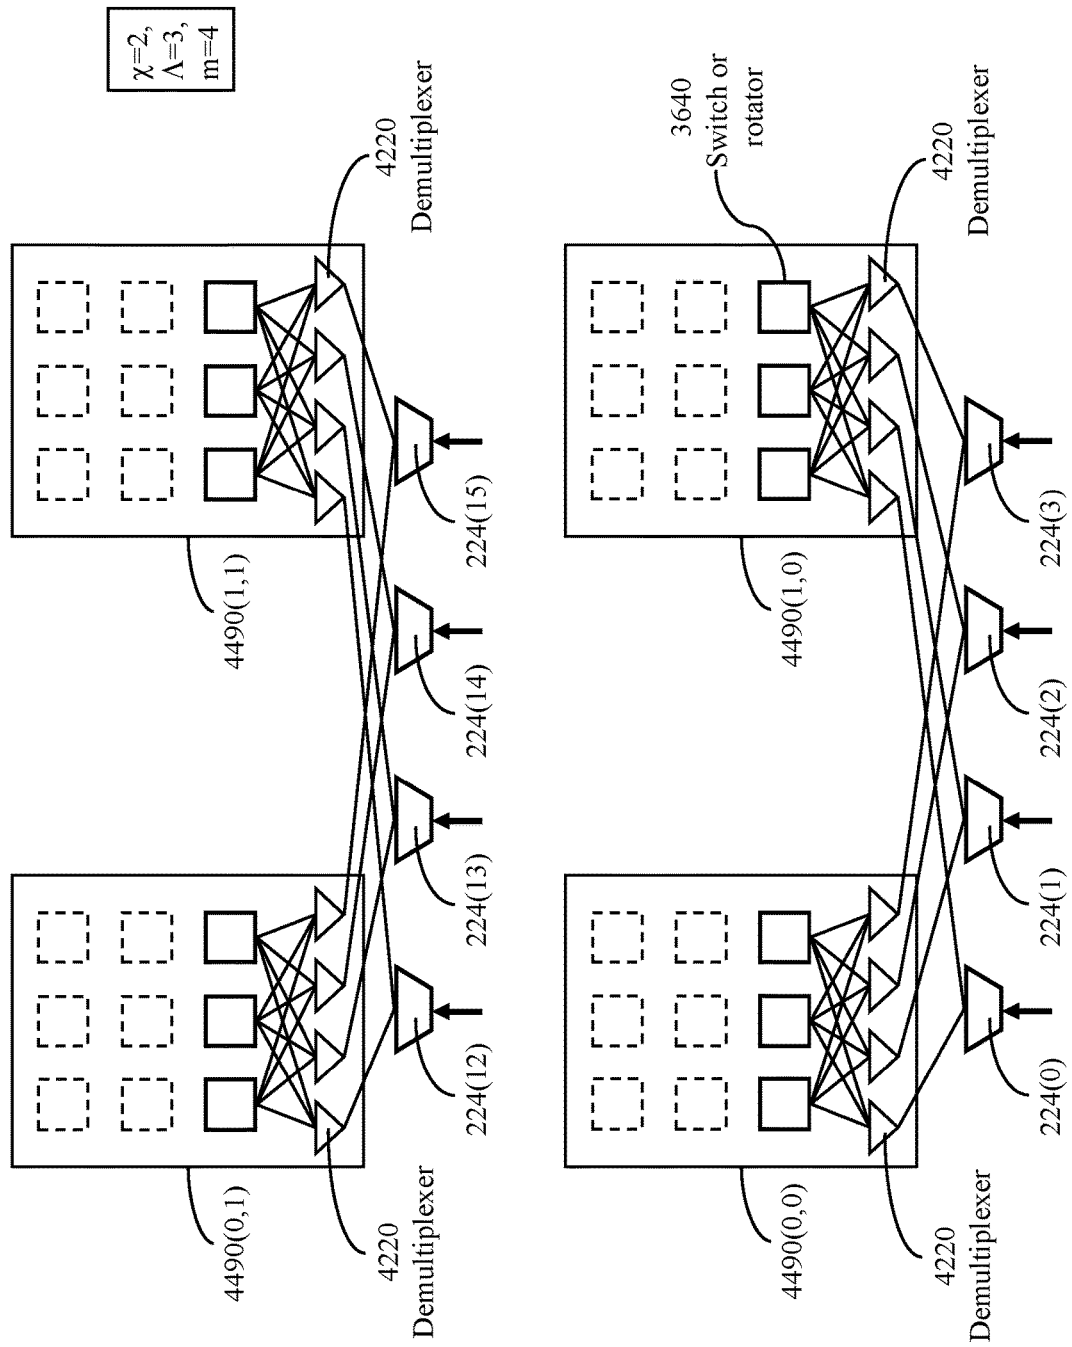 χ=2,
Λ=3,
m=4
4490(0,1)
4490(1,1)
4220
Demultiplexer
4220
Demultiplexer
224(12)
224(13)
224(14)
224(15)
4490(0,0)
4490(1,0)
3640
Switch or
rotator
4220
Demultiplexer
4220
Demultiplexer
224(0)
224(1)
224(2)
224(3)